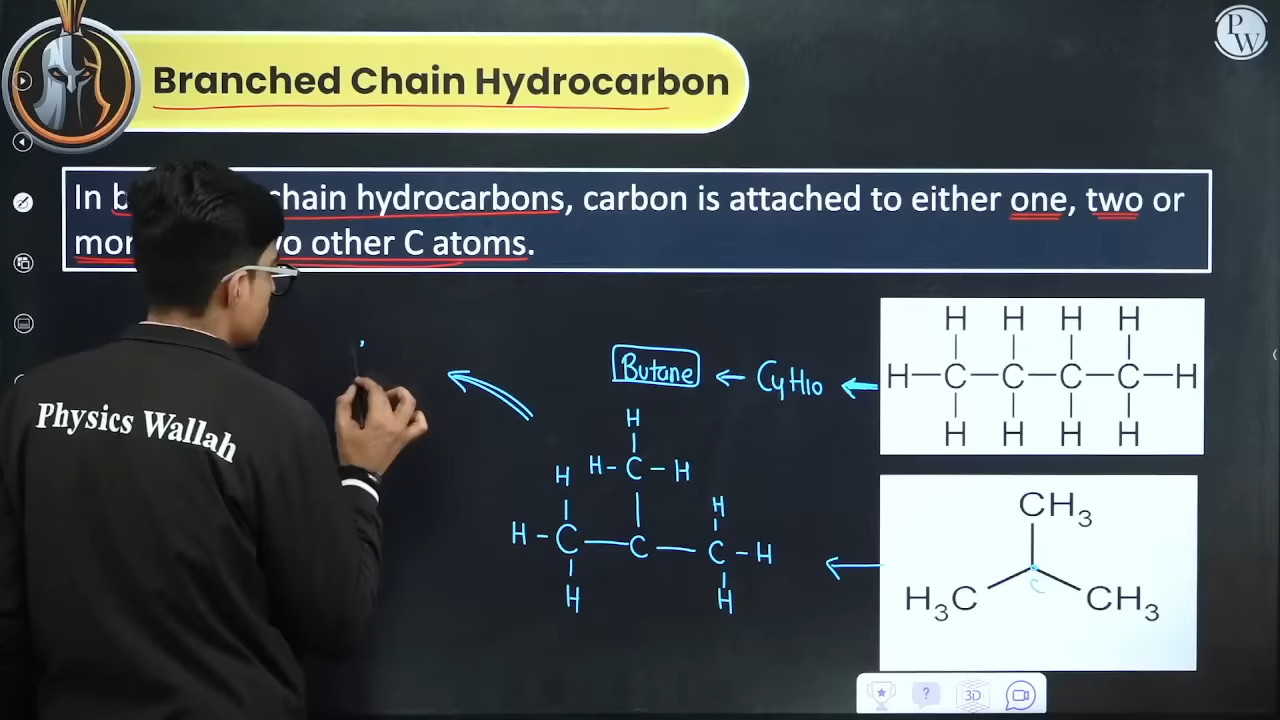 PW
Branched Chain Hydrocarbon
In chain hydrocarbons, carbon is attached to either one, two or
other C atoms.
Butane ← C4H10 ←
H H H H
H—C—C—C—C—H
H H H H
H
H H–C–H
H
H–C—C—C–H
H H
CH3
H3C CH3
C
Physics Wallah
?
3D